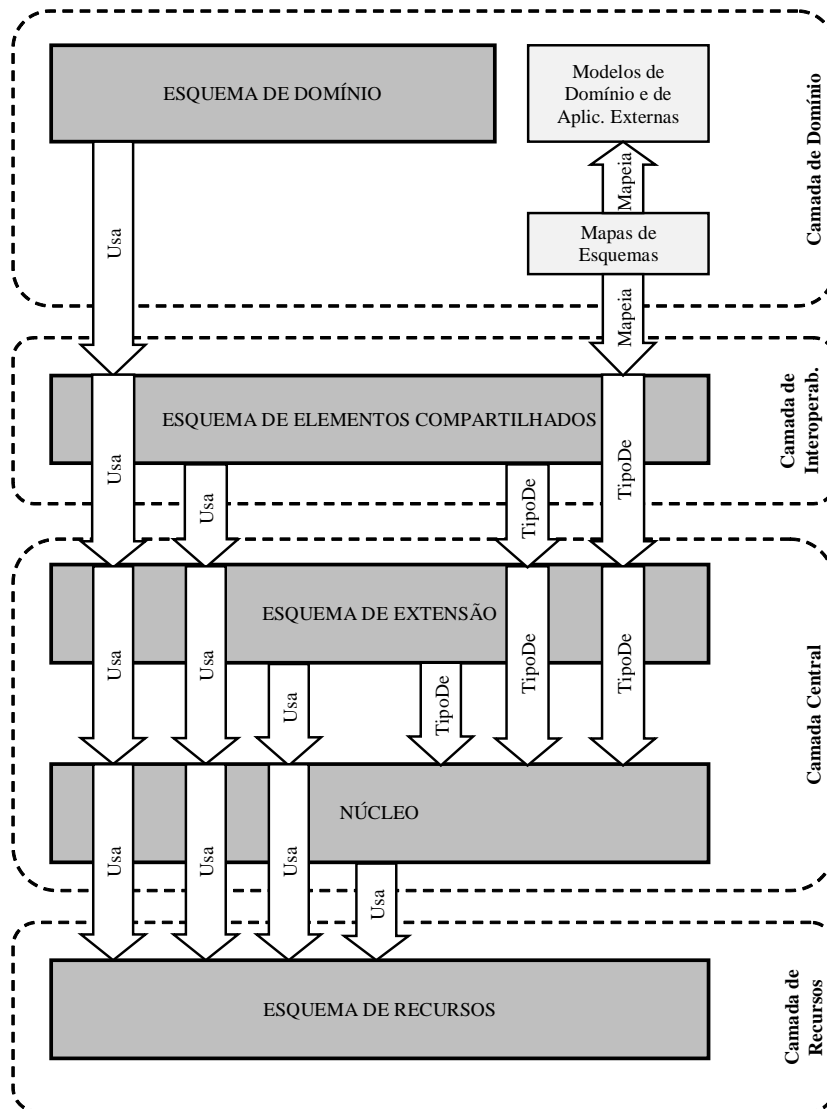 ESQUEMA DE DOMÍNIO
Modelos de
Domínio e de
Aplic. Externas
Mapeia
Mapas de
Esquemas
Usa
Mapeia
Camada de Domínio
ESQUEMA DE ELEMENTOS COMPARTILHADOS
Usa
Usa
TipoDe
TipoDe
Camada de
Interoperab.
ESQUEMA DE EXTENSÃO
Usa
Usa
Usa
TipoDe
TipoDe
TipoDe
Camada Central
NÚCLEO
Usa
Usa
Usa
Usa
ESQUEMA DE RECURSOS
Camada de
Recursos